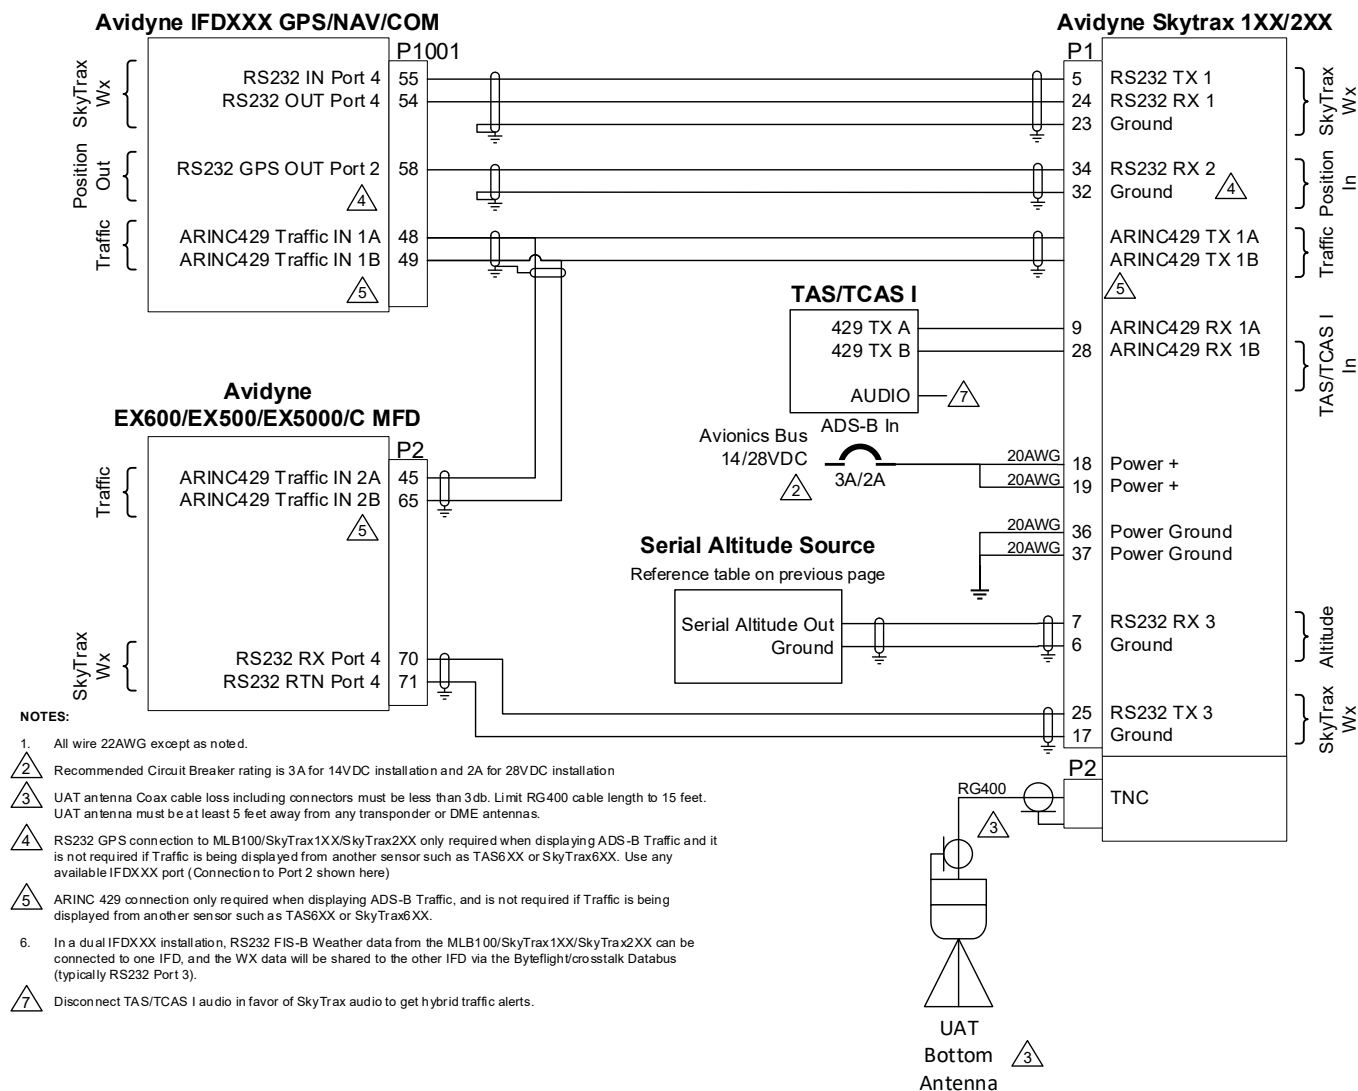 Avidyne IFDXXX GPS/NAV/COM
P1001
SkyTrax
Wx
RS232 IN Port 4 55
RS232 OUT Port 4 54
Position
Out
RS232 GPS OUT Port 2 58
4
Traffic
ARINC429 Traffic IN 1A 48
ARINC429 Traffic IN 1B 49
5
Avidyne Skytrax 1XX/2XX
P1
5 RS232 TX 1
24 RS232 RX 1
23 Ground
SkyTrax
Wx
34 RS232 RX 2
32 Ground
4
Position
In
ARINC429 TX 1A
ARINC429 TX 1B
5
Traffic
TAS/TCAS I
429 TX A
429 TX B
AUDIO
7
9 ARINC429 RX 1A
28 ARINC429 RX 1B
TAS/TCAS I
In
Avidyne
EX600/EX500/EX5000/C MFD
P2
Traffic
ARINC429 Traffic IN 2A 45
ARINC429 Traffic IN 2B 65
5
SkyTrax
Wx
RS232 RX Port 4 70
RS232 RTN Port 4 71
ADS-B In
Avionics Bus
14/28VDC
3A/2A
2
20AWG 18 Power +
20AWG 19 Power +
20AWG 36 Power Ground
20AWG 37 Power Ground
Serial Altitude Source
Reference table on previous page
Serial Altitude Out
Ground
7 RS232 RX 3
6 Ground
Altitude
25 RS232 TX 3
17 Ground
SkyTrax
Wx
P2
RG400
TNC
3
UAT
Bottom
Antenna
3
NOTES:
1. All wire 22AWG except as noted.
2 Recommended Circuit Breaker rating is 3A for 14VDC installation and 2A for 28VDC installation
3 UAT antenna Coax cable loss including connectors must be less than 3db. Limit RG400 cable length to 15 feet.
UAT antenna must be at least 5 feet away from any transponder or DME antennas.
4 RS232 GPS connection to MLB100/SkyTrax1XX/SkyTrax2XX only required when displaying ADS-B Traffic and it
is not required if Traffic is being displayed from another sensor such as TAS6XX or SkyTrax6XX. Use any
available IFDXXX port (Connection to Port 2 shown here)
5 ARINC 429 connection only required when displaying ADS-B Traffic, and is not required if Traffic is being
displayed from another sensor such as TAS6XX or SkyTrax6XX.
6. In a dual IFDXXX installation, RS232 FIS-B Weather data from the MLB100/SkyTrax1XX/SkyTrax2XX can be
connected to one IFD, and the WX data will be shared to the other IFD via the Byteflight/crosstalk Databus
(typically RS232 Port 3).
7 Disconnect TAS/TCAS I audio in favor of SkyTrax audio to get hybrid traffic alerts.